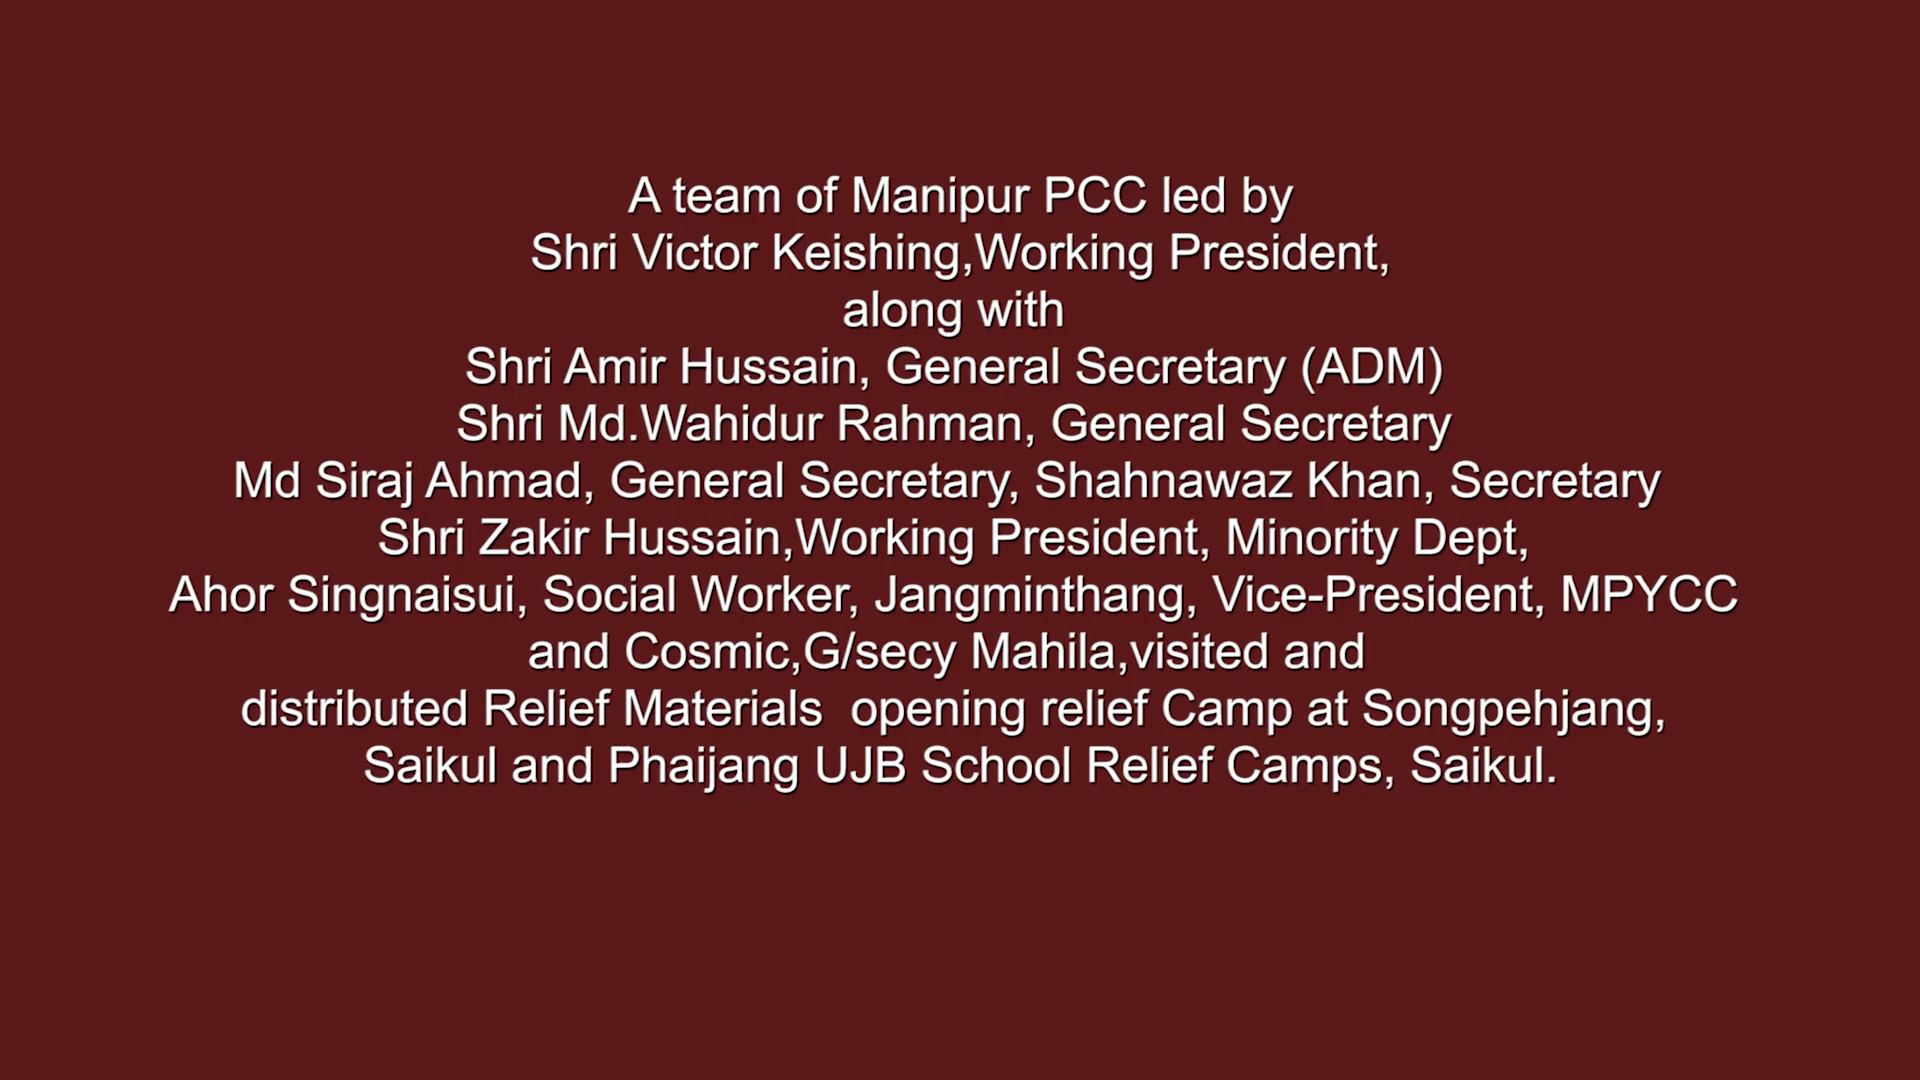 A team of Manipur PCC led by
Shri Victor Keishing,Working President,
along with
Shri Amir Hussain, General Secretary (ADM)
Shri Md.Wahidur Rahman, General Secretary
Md Siraj Ahmad, General Secretary, Shahnawaz Khan, Secretary
Shri Zakir Hussain,Working President, Minority Dept,
Ahor Singnaisui, Social Worker, Jangminthang, Vice-President, MPYCC
and Cosmic,G/secy Mahila,visited and
distributed Relief Materials  opening relief Camp at Songpehjang,
Saikul and Phaijang UJB School Relief Camps, Saikul.